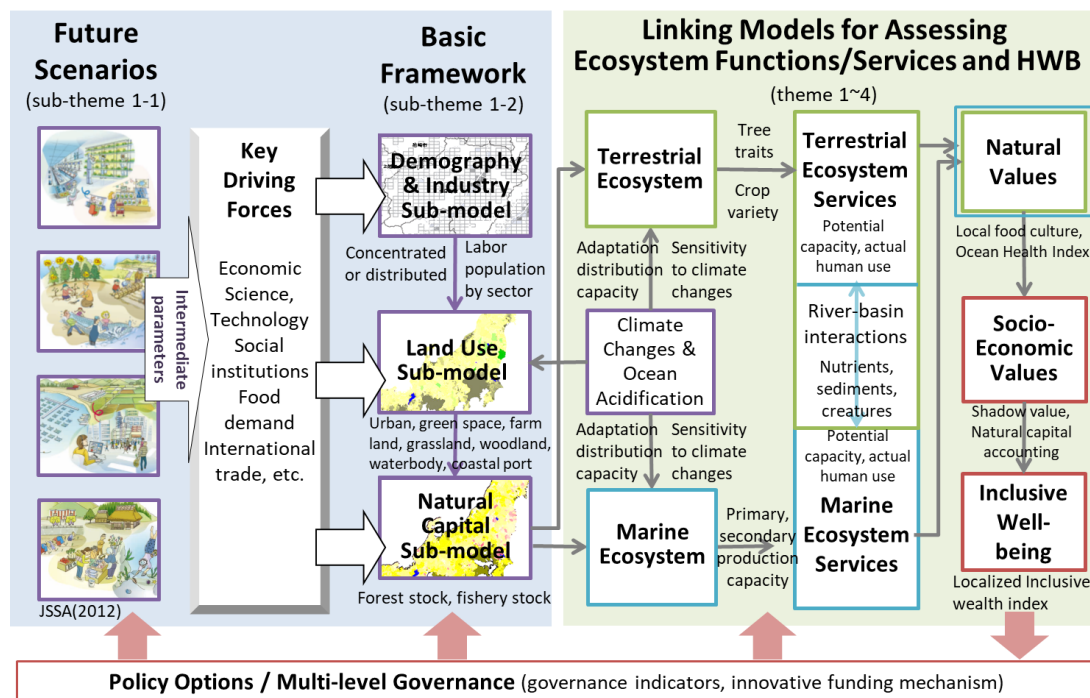 Future
Scenarios
(sub-theme 1-1)
Intermediate
parameters
JSSA(2012)
Key
Driving
Forces
Economic
Science,
Technology
Social
institutions
Food
demand
International
trade, etc.
Basic
Framework
(sub-theme 1-2)
Demography
& Industry
Sub-model
Concentrated
or distributed
Labor
population
by sector
Land Use
Sub-model
Urban, green space, farm
land, grassland, woodland,
waterbody, coastal port
Natural
Capital
Sub-model
Forest stock, fishery stock
Linking Models for Assessing
Ecosystem Functions/Services and HWB
(theme 1~4)
Terrestrial
Ecosystem
Tree
traits
Crop
variety
Adaptation
distribution
capacity
Sensitivity
to climate
changes
Climate
Changes &
Ocean
Acidification
Adaptation
distribution
capacity
Sensitivity
to climate
changes
Marine
Ecosystem
Primary,
secondary
production
capacity
Terrestrial
Ecosystem
Services
Potential
capacity, actual
human use
River-basin
interactions
Nutrients,
sediments,
creatures
Potential
capacity, actual
human use
Marine
Ecosystem
Services
Natural
Values
Local food culture,
Ocean Health Index
Socio-
Economic
Values
Shadow value,
Natural capital
accounting
Inclusive
Well-
being
Localized Inclusive
wealth index
Policy Options / Multi-level Governance (governance indicators, innovative funding mechanism)